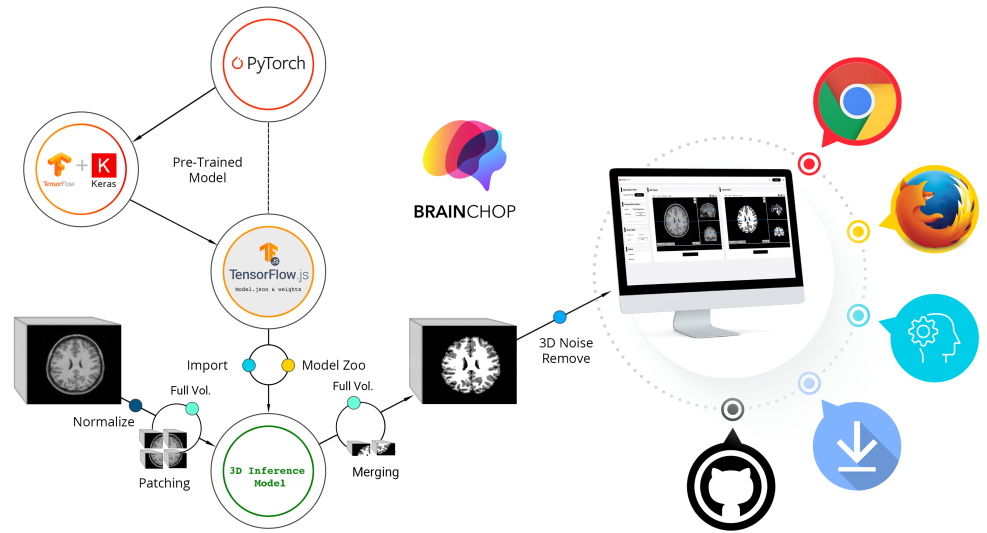 PyTorch
TensorFlow
+
K
Keras
Pre-Trained
Model
BRAINCHOP
JS
TensorFlow.js
Model.json & weights
Import
Model Zoo
Full Vol.
Full Vol.
Normalize
Patching
Merging
3D Inference
Model
3D Noise
Remove